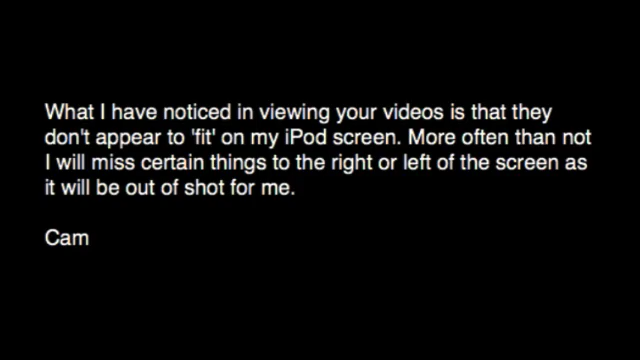 What I have noticed in viewing your videos is that they
don't appear to 'fit' on my iPod screen. More often than not
I will miss certain things to the right or left of the screen as
it will be out of shot for me.
Cam